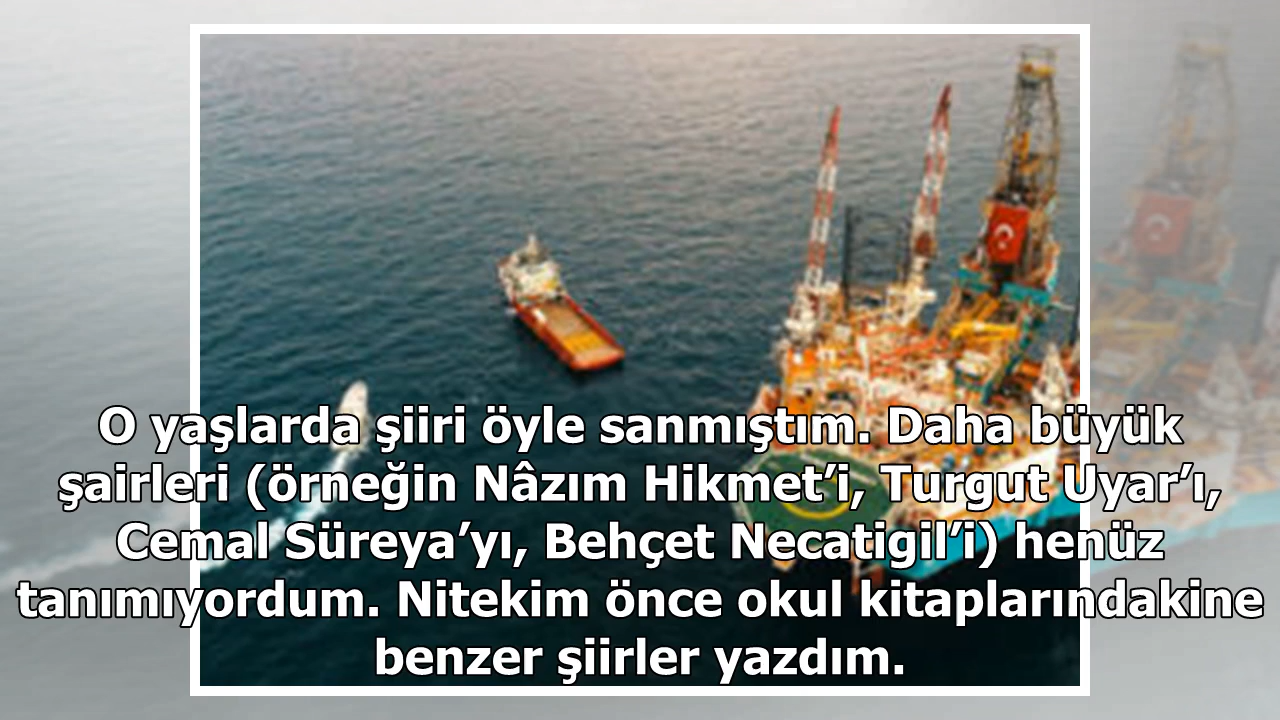 O yaşlarda şiiri öyle sanmıştım. Daha büyük
şairleri (örneğin Nâzım Hikmet’i, Turgut Uyar’ı,
Cemal Süreya’yı, Behçet Necatigil’i) henüz
tanımıyordum. Nitekim önce okul kitaplarındakine
benzer şiirler yazdım.